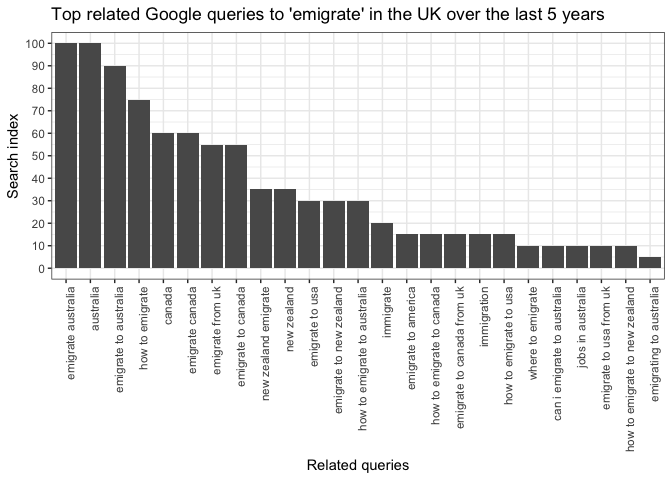 Top related Google queries to 'emigrate' in the UK over the last 5 years
Search index
100
90
80
70
60
50
40
30
20
10
0
emigrate australia
australia
emigrate to australia
how to emigrate
canada
emigrate canada
emigrate from uk
emigrate to canada
new zealand emigrate
new zealand
emigrate to usa
emigrate to new zealand
how to emigrate to australia
immigrate
emigrate to america
how to emigrate to canada
emigrate to canada from uk
immigration
how to emigrate to usa
where to emigrate
can i emigrate to australia
jobs in australia
emigrate to usa from uk
how to emigrate to new zealand
emigrating to australia
Related queries